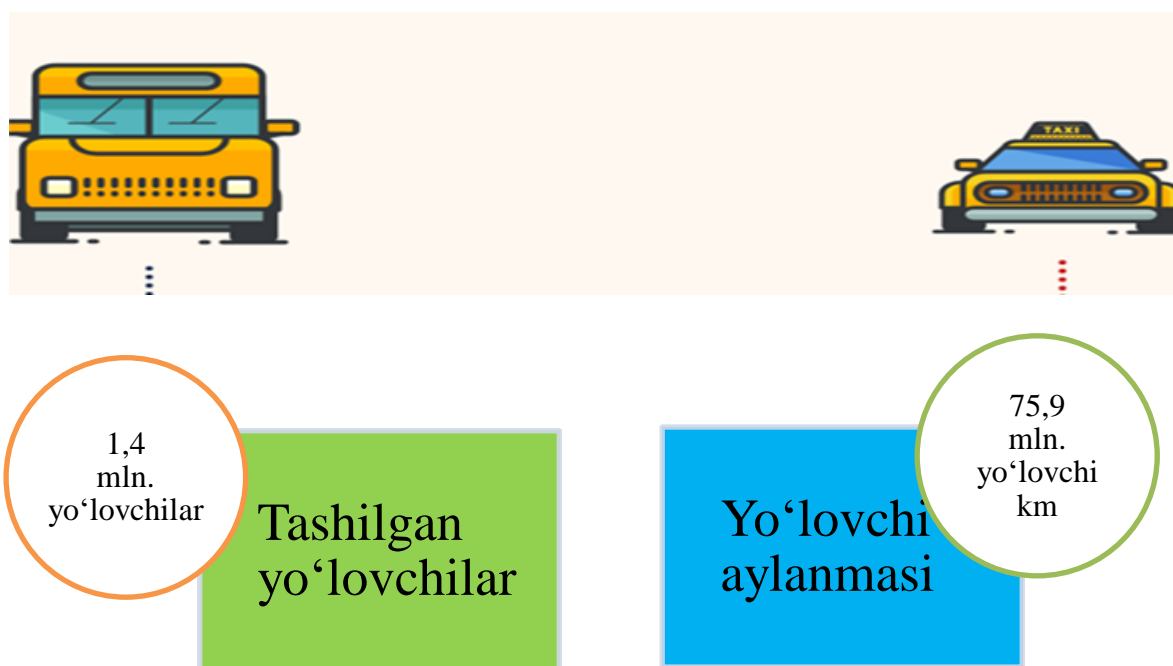 TAXI
1,4
mln.
yo‘lovchilar
Tashilgan
yo‘lovchilar
75,9
mln.
yo‘lovchi
km
Yo‘lovchi
aylanmasi